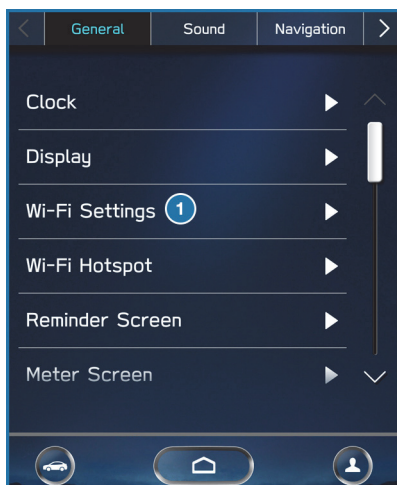 General Sound Navigation
Clock
Display
Wi-Fi Settings 1
Wi-Fi Hotspot
Reminder Screen
Meter Screen